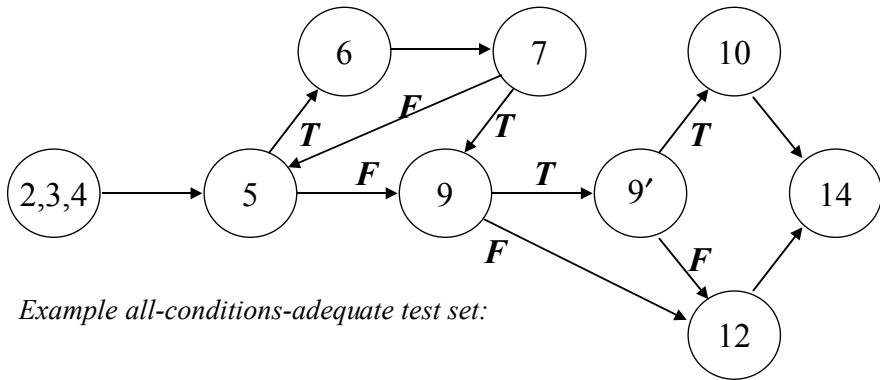 6 7 10
F
T T T
2,3,4 5 F 9 T 9′ 14
F F
Example all-conditions-adequate test set:
12